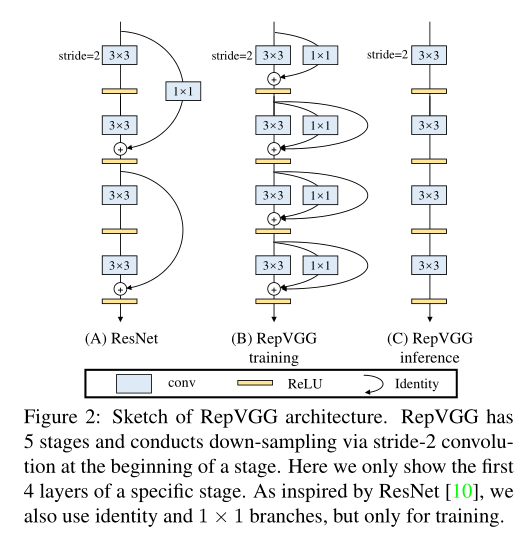 stride=2 3×3 stride=2 3×3 1×1 stride=2 3×3
1×1
3×3 3×3 1×1 3×3
3×3 3×3 1×1 3×3
3×3 3×3 1×1 3×3
(A) ResNet (B) RepVGG (C) RepVGG
training inference
conv ReLU Identity
Figure 2: Sketch of RepVGG architecture. RepVGG has
5 stages and conducts down-sampling via stride-2 convolu-
tion at the beginning of a stage. Here we only show the first
4 layers of a specific stage. As inspired by ResNet [10], we
also use identity and 1 × 1 branches, but only for training.